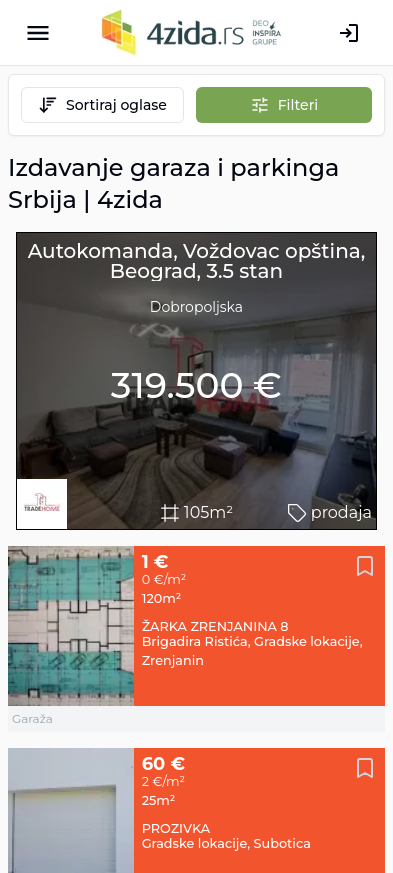 4zida.rs
DEO
INSPIRA
GRUPE
Sortiraj oglase
Filteri
Izdavanje garaza i parkinga
Srbija | 4zida
Autokomanda, Voždovac opština,
Beograd, 3.5 stan
Dobropoljska
319.500 €
TRADEHOME
105m²
prodaja
1 €
0 €/m²
120m²
ŽARKA ZRENJANINA 8
Brigadira Ristića, Gradske lokacije,
Zrenjanin
Garaža
60 €
2 €/m²
25m²
PROZIVKA
Gradske lokacije, Subotica